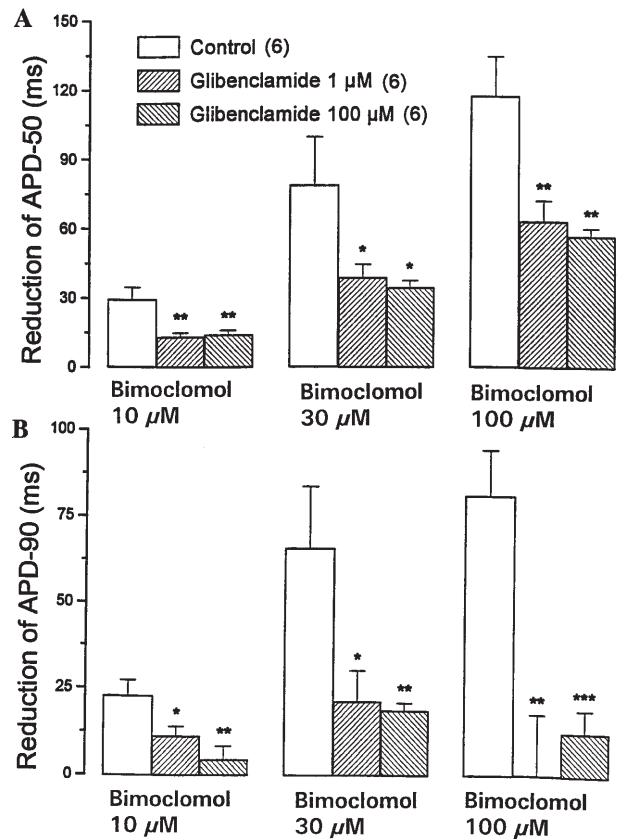 A
150
120
90
60
30
0
Reduction of APD-50 (ms)
Control (6)
Glibenclamide 1 µM (6)
Glibenclamide 100 µM (6)
** **
* *
** **
Bimoclomol
10 µM
Bimoclomol
30 µM
Bimoclomol
100 µM
B
100
75
50
25
0
Reduction of APD-90 (ms)
* **
* **
** ***
Bimoclomol
10 µM
Bimoclomol
30 µM
Bimoclomol
100 µM